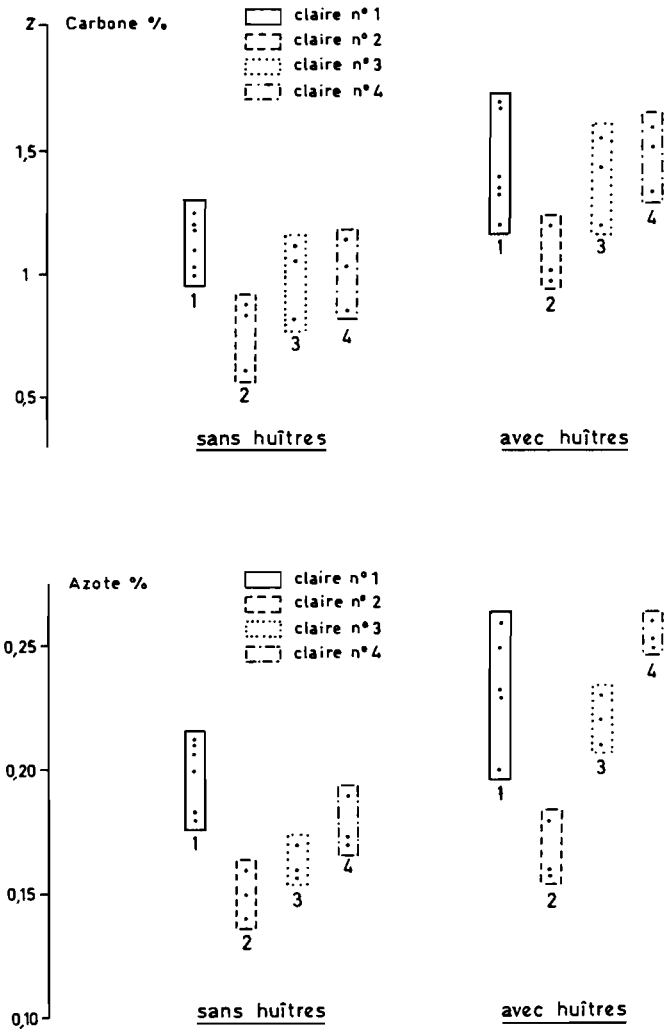 Carbone %
claire n° 1
claire n° 2
claire n° 3
claire n° 4
2
1,5
1
0,5
1
2
3
4
1
2
3
4
sans huîtres
avec huîtres
Azote %
claire n° 1
claire n° 2
claire n° 3
claire n° 4
0,25
0,20
0,15
0,10
1
2
3
4
1
2
3
4
sans huîtres
avec huîtres